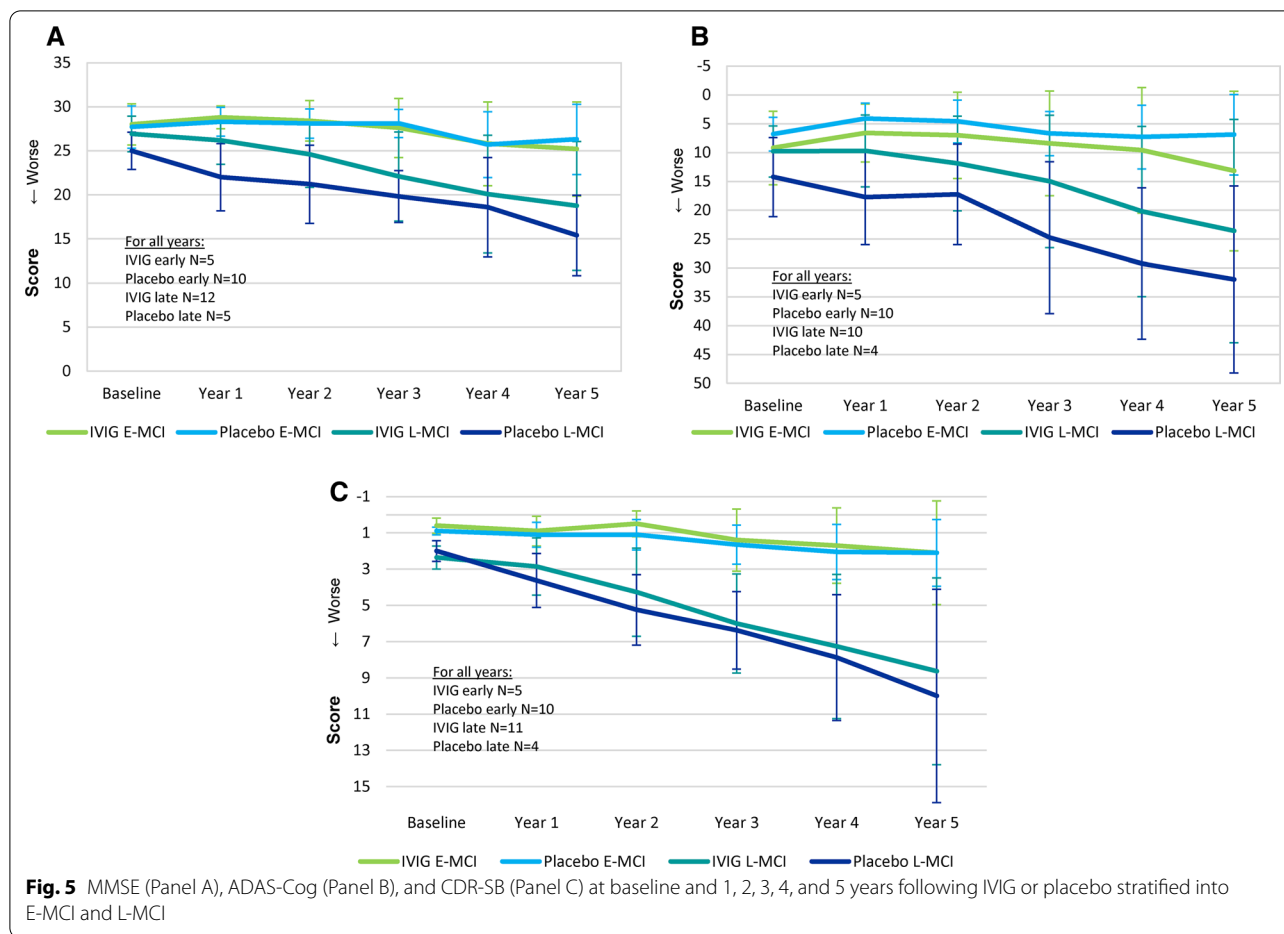 A
35
30
25
20
15
10
5
0
← Worse
Score
For all years:
IVIG early N=5
Placebo early N=10
IVIG late N=12
Placebo late N=5
Baseline Year 1 Year 2 Year 3 Year 4 Year 5
IVIG E-MCI Placebo E-MCI IVIG L-MCI Placebo L-MCI
B
-5
0
5
10
15
20
25
30
35
40
45
50
← Worse
Score
For all years:
IVIG early N=5
Placebo early N=10
IVIG late N=10
Placebo late N=4
Baseline Year 1 Year 2 Year 3 Year 4 Year 5
IVIG E-MCI Placebo E-MCI IVIG L-MCI Placebo L-MCI
C
-1
1
3
5
7
9
11
13
15
← Worse
Score
For all years:
IVIG early N=5
Placebo early N=10
IVIG late N=11
Placebo late N=4
Baseline Year 1 Year 2 Year 3 Year 4 Year 5
IVIG E-MCI Placebo E-MCI IVIG L-MCI Placebo L-MCI
Fig. 5 MMSE (Panel A), ADAS-Cog (Panel B), and CDR-SB (Panel C) at baseline and 1, 2, 3, 4, and 5 years following IVIG or placebo stratified into
E-MCI and L-MCI